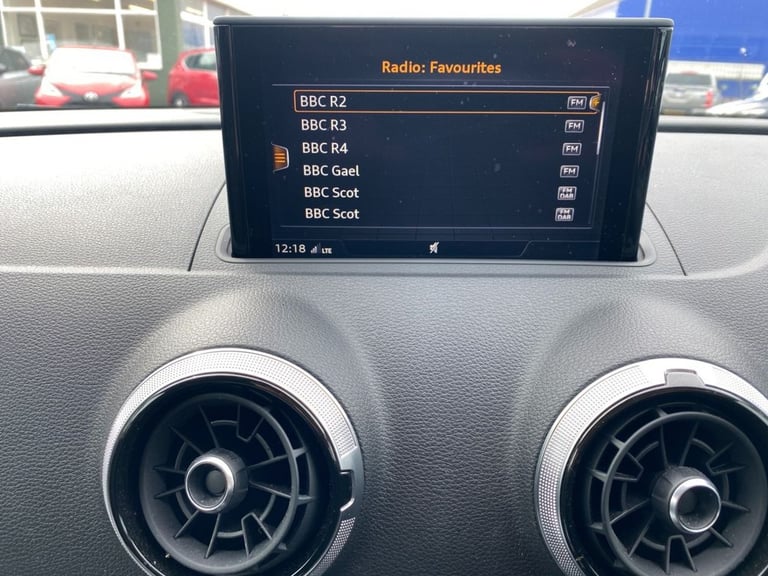 Radio: Favourites
BBC R2 FM
BBC R3 FM
BBC R4 FM
BBC Gael FM
BBC Scot FM DAB
BBC Scot FM DAB
12:18 LTE